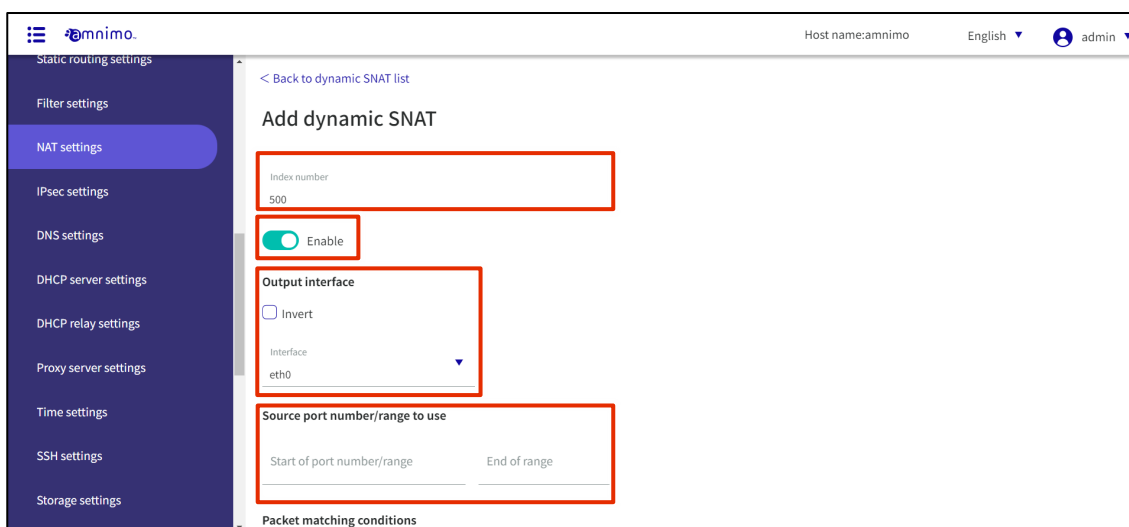 amnimo
Host name:amnimo
English
admin
Static routing settings
Filter settings
NAT settings
IPsec settings
DNS settings
DHCP server settings
DHCP relay settings
Proxy server settings
Time settings
SSH settings
Storage settings
< Back to dynamic SNAT list
Add dynamic SNAT
Index number
500
Enable
Output interface
Invert
Interface
eth0
Source port number/range to use
Start of port number/range End of range
Packet matching conditions